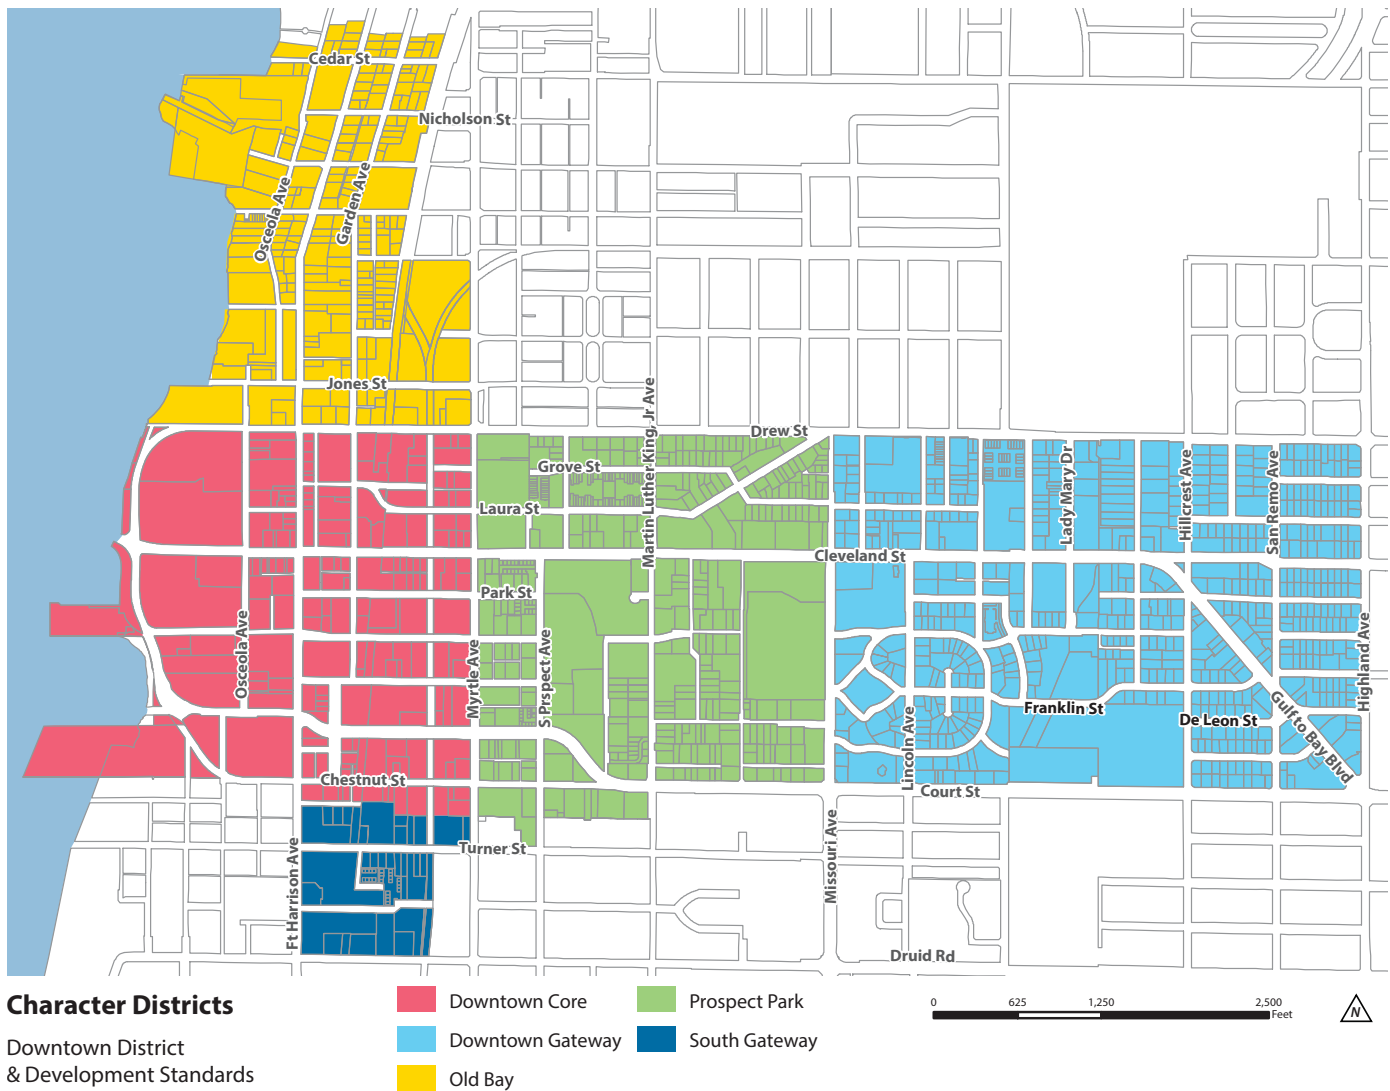 Cedar St
Nicholson St
Osceola Ave
Garden Ave
Jones St
Martin Luther King, Jr Ave
Drew St
Grove St
Laura St
Lady Mary Dr
Hillcrest Ave
San Remo Ave
Cleveland St
Park St
Osceola Ave
Myrtle Ave
S Prspect Ave
Highland Ave
Franklin St
De Leon St
Gulf to Bay Blvd
Lincoln Ave
Chestnut St
Court St
Turner St
Ft Harrison Ave
Missouri Ave
Druid Rd
Character Districts
Downtown District
& Development Standards
Downtown Core
Downtown Gateway
Old Bay
Prospect Park
South Gateway
0 625 1,250 2,500
Feet
N